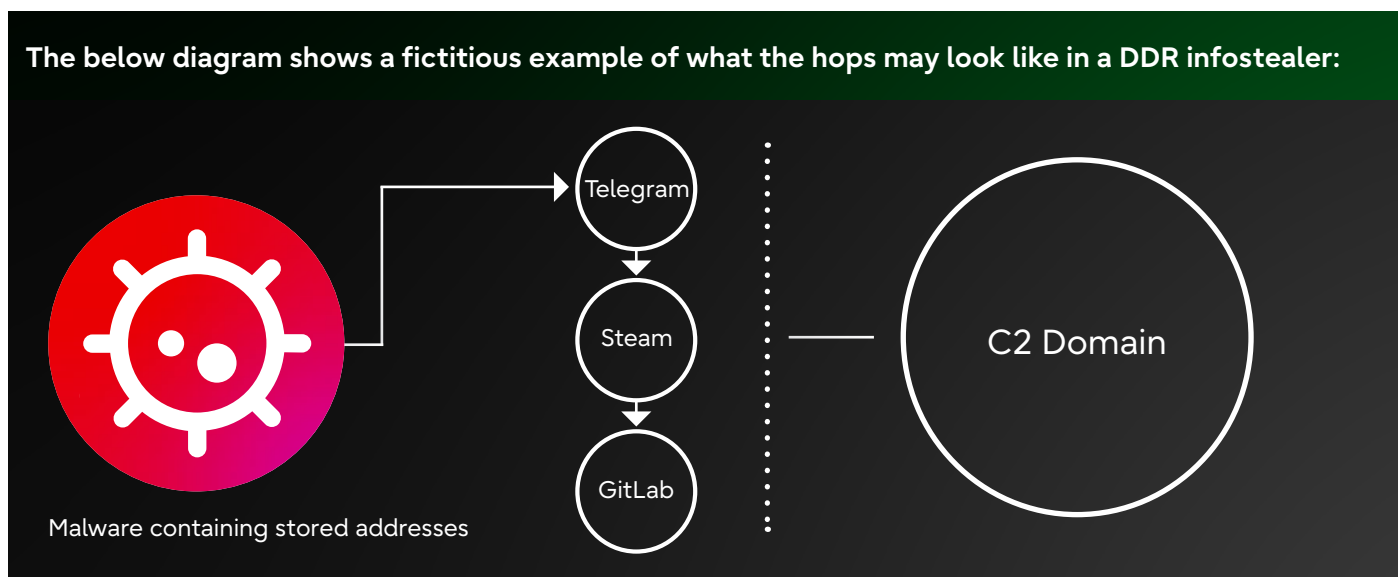 The below diagram shows a fictitious example of what the hops may look like in a DDR infostealer:
Telegram
Steam
C2 Domain
GitLab
Malware containing stored addresses